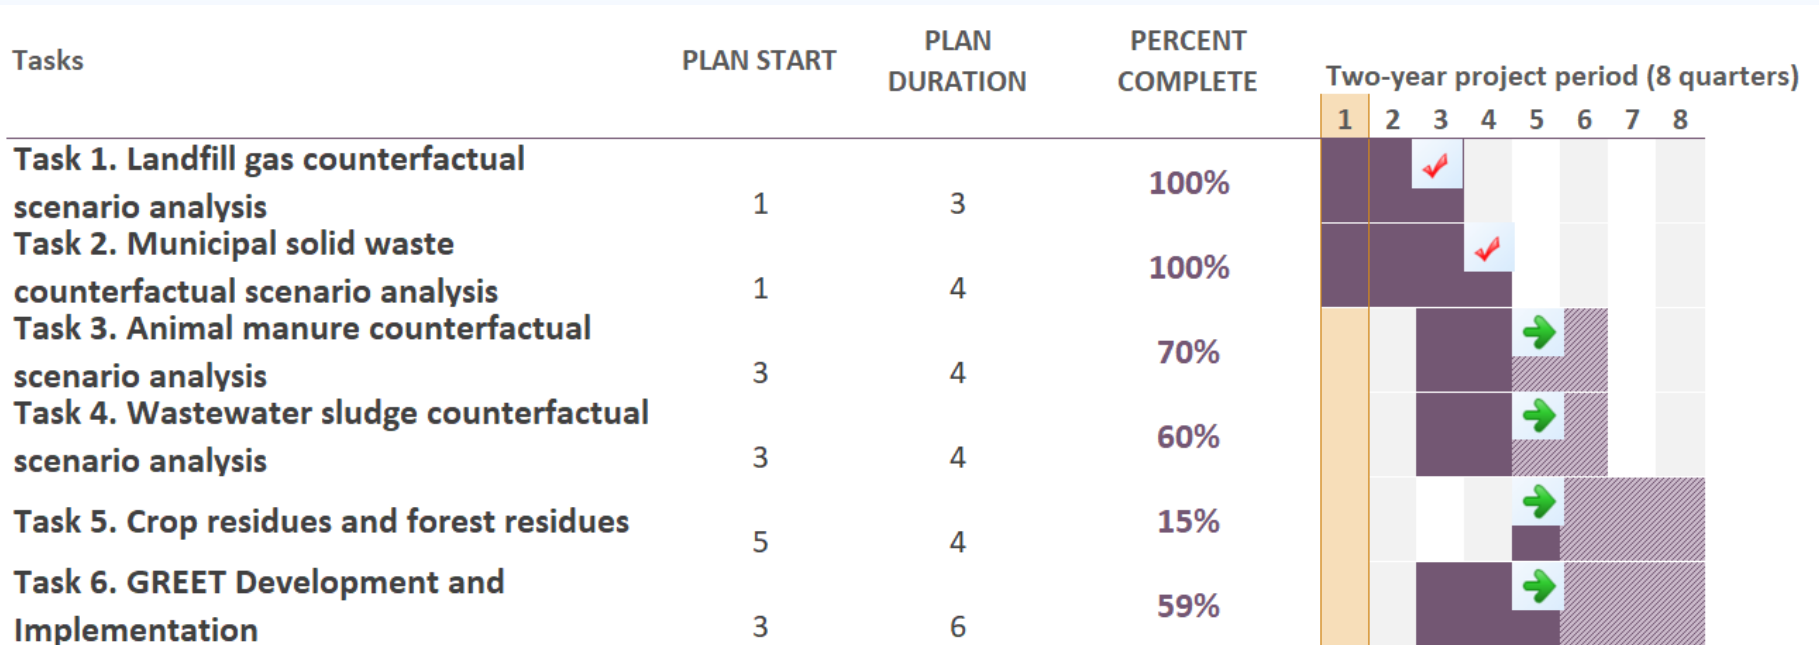 Tasks
PLAN START
PLAN
DURATION
PERCENT
COMPLETE
Two-year project period (8 quarters)
1 2 3 4 5 6 7 8
Task 1. Landfill gas counterfactual
scenario analysis
1 3 100%
Task 2. Municipal solid waste
counterfactual scenario analysis
1 4 100%
Task 3. Animal manure counterfactual
scenario analysis
3 4 70%
Task 4. Wastewater sludge counterfactual
scenario analysis
3 4 60%
Task 5. Crop residues and forest residues
5 4 15%
Task 6. GREET Development and
Implementation
3 6 59%